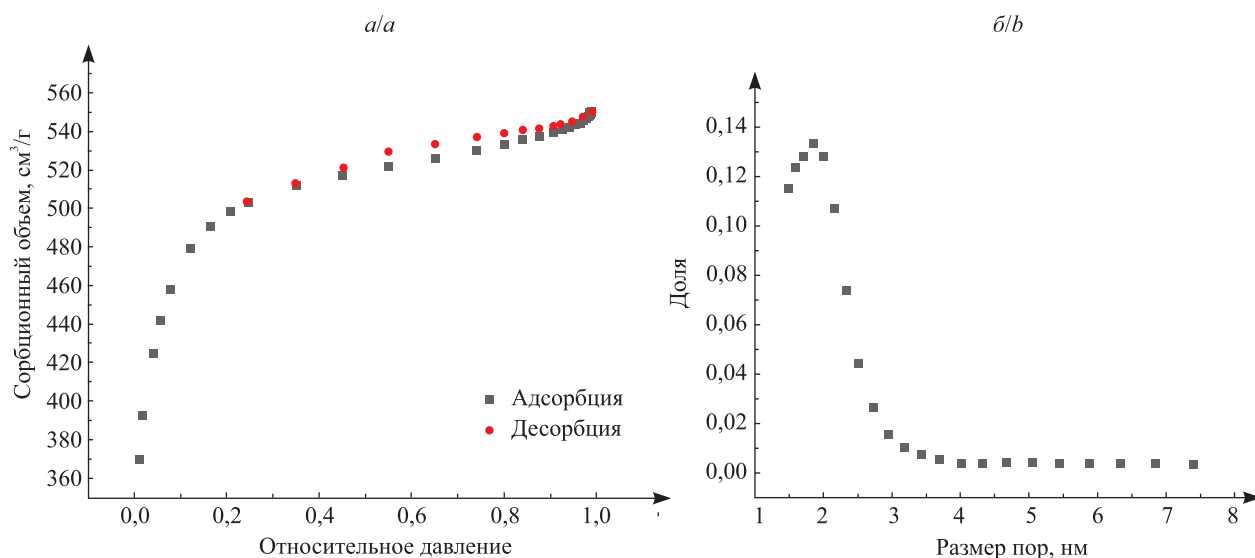 а/a
Сорбционный объем, см³/г
560
540
520
500
480
460
440
420
400
380
360
0,0 0,2 0,4 0,6 0,8 1,0
Относительное давление
Адсорбция
Десорбция
б/b
Доля
0,14
0,12
0,10
0,08
0,06
0,04
0,02
0,00
1 2 3 4 5 6 7 8
Размер пор, нм